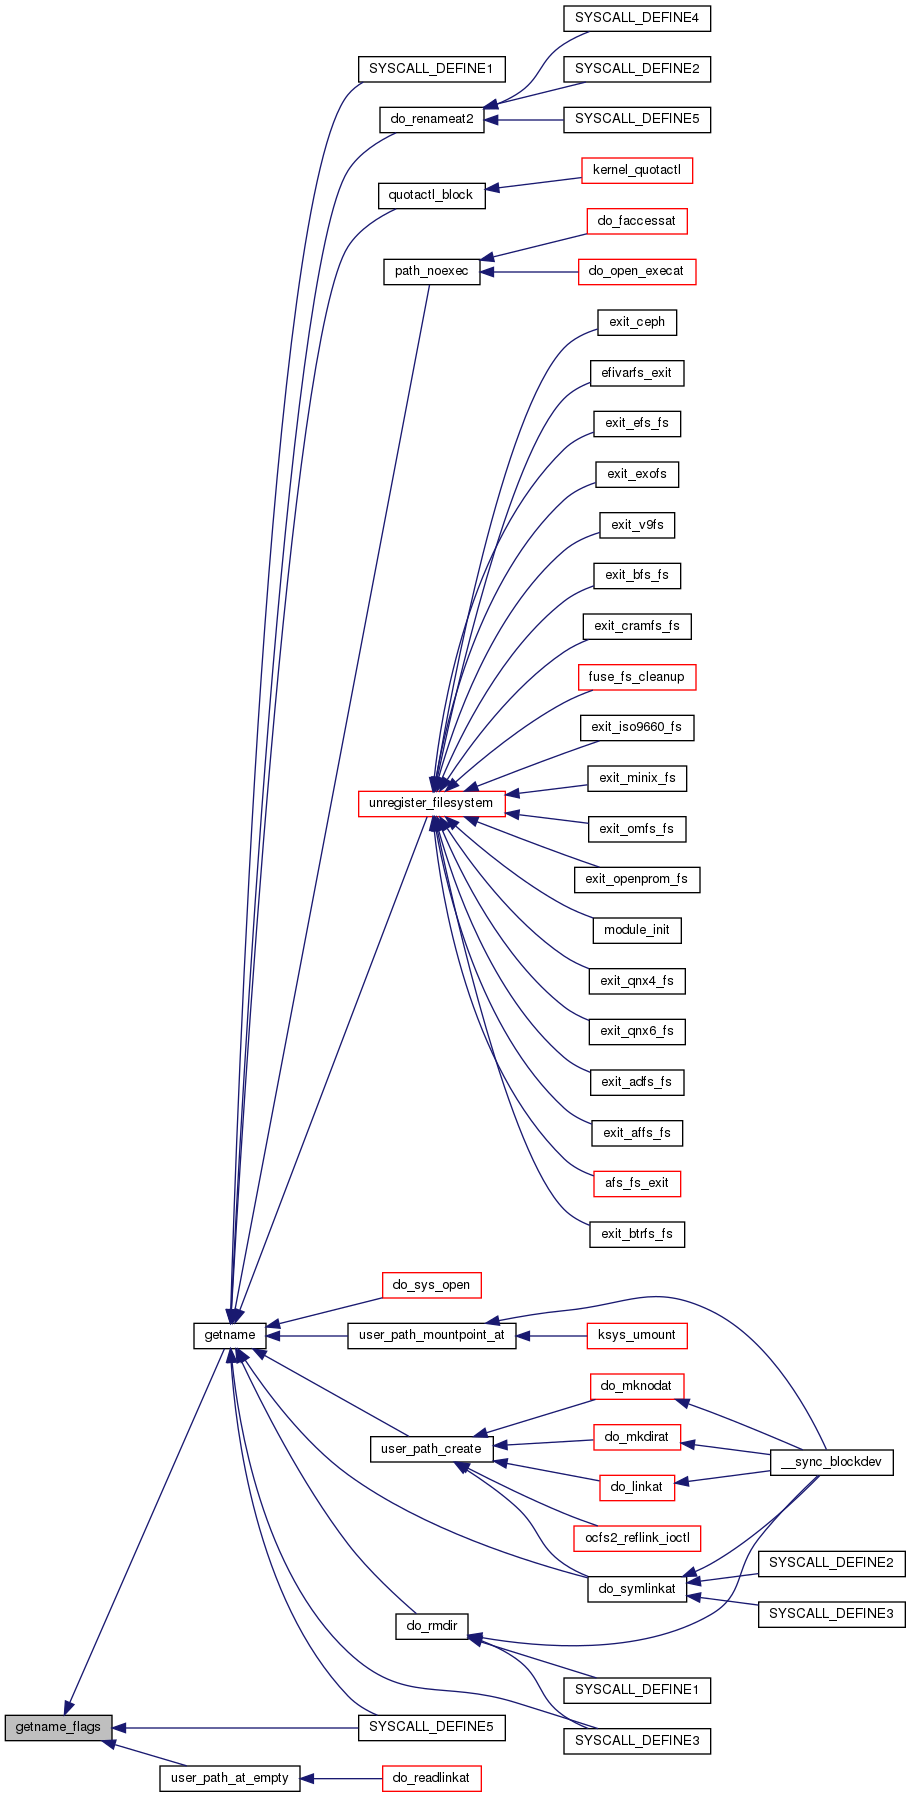 SYSCALL_DEFINE4
SYSCALL_DEFINE1
SYSCALL_DEFINE2
do_renameat2
SYSCALL_DEFINE5
kernel_quotactl
quotactl_block
do_faccessat
path_noexec
do_open_execat
exit_ceph
efivarfs_exit
exit_efs_fs
exit_exofs
exit_v9fs
exit_bfs_fs
exit_cramfs_fs
fuse_fs_cleanup
exit_iso9660_fs
exit_minix_fs
unregister_filesystem
exit_omfs_fs
exit_openprom_fs
module_init
exit_qnx4_fs
exit_qnx6_fs
exit_adfs_fs
exit_affs_fs
afs_fs_exit
exit_btrfs_fs
do_sys_open
getname
user_path_mountpoint_at
ksys_umount
do_mknodat
do_mkdirat
user_path_create
__sync_blockdev
do_linkat
ocfs2_reflink_ioctl
SYSCALL_DEFINE2
do_symlinkat
SYSCALL_DEFINE3
do_rmdir
SYSCALL_DEFINE1
getname_flags
SYSCALL_DEFINE5
SYSCALL_DEFINE3
user_path_at_empty
do_readlinkat